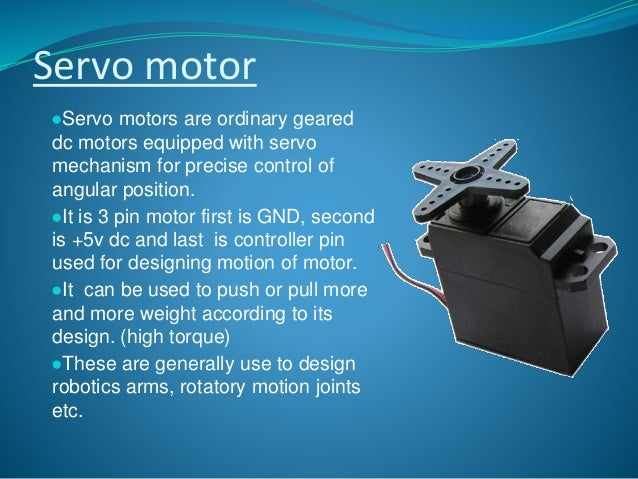 Servo motor
●Servo motors are ordinary geared
dc motors equipped with servo
mechanism for precise control of
angular position.
●It is 3 pin motor first is GND, second
is +5v dc and last is controller pin
used for designing motion of motor.
●It can be used to push or pull more
and more weight according to its
design. (high torque)
●These are generally use to design
robotics arms, rotatory motion joints
etc.